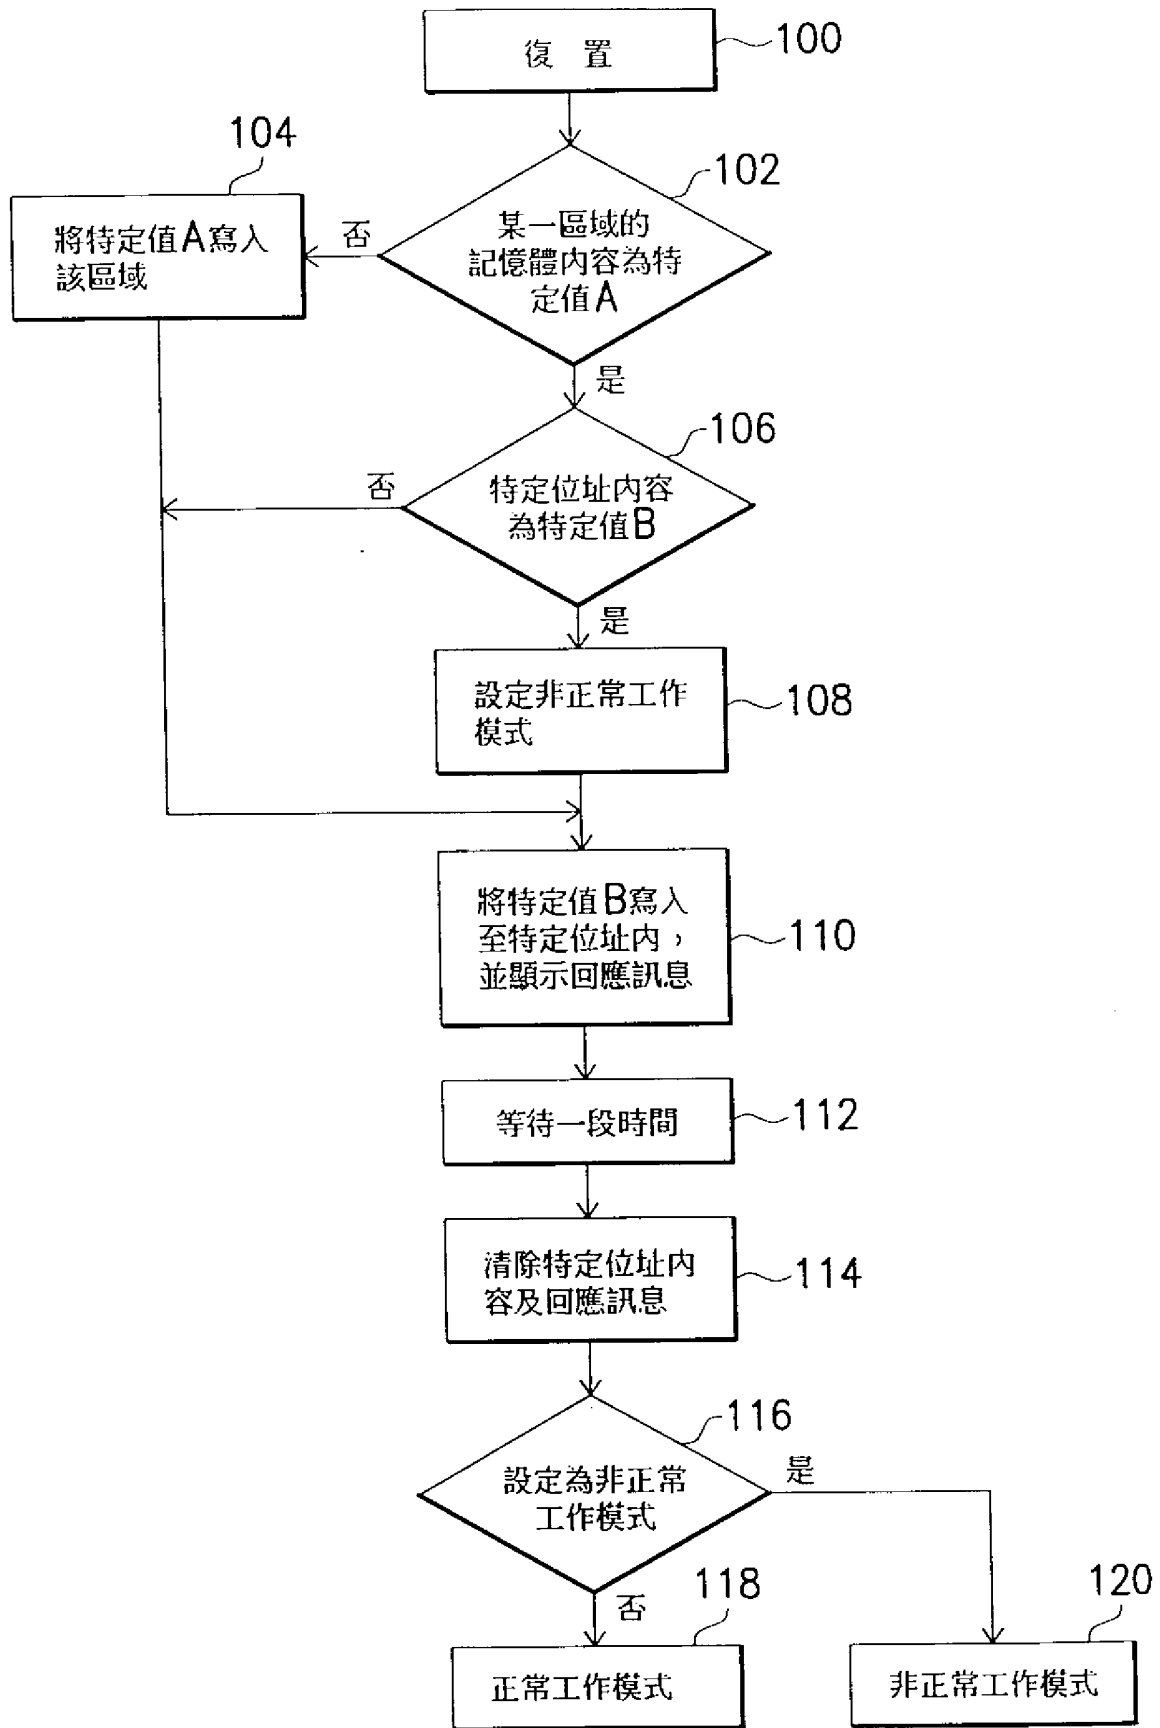 復 置
100
104
102
將特定值A寫入
該區域
否
某一區域的
記憶體內容為特
定值A
是
106
否
特定位址內容
為特定值B
是
設定非正常工作
模式
108
將特定值B寫入
至特定位址內，
並顯示回應訊息
110
等待一段時間
112
清除特定位址內
容及回應訊息
114
116
設定為非正常
工作模式
是
否
118
120
正常工作模式
非正常工作模式